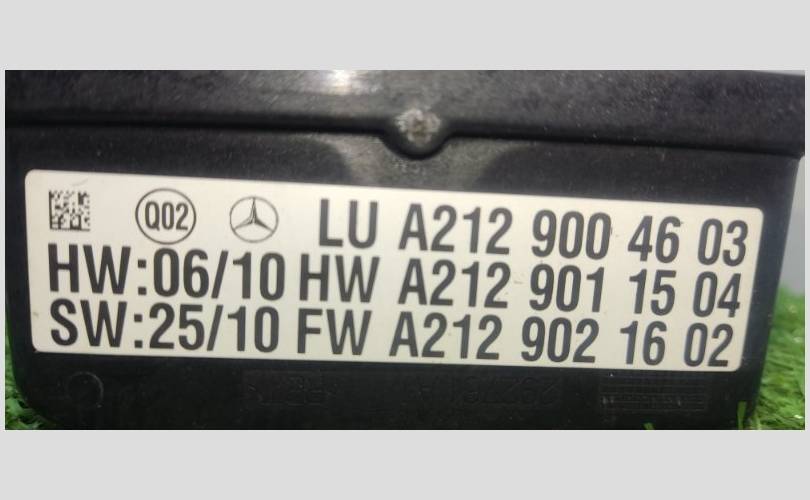 Q02 LU A212 900 46 03
HW:06/10 HW A212 901 15 04
SW:25/10 FW A212 902 16 02